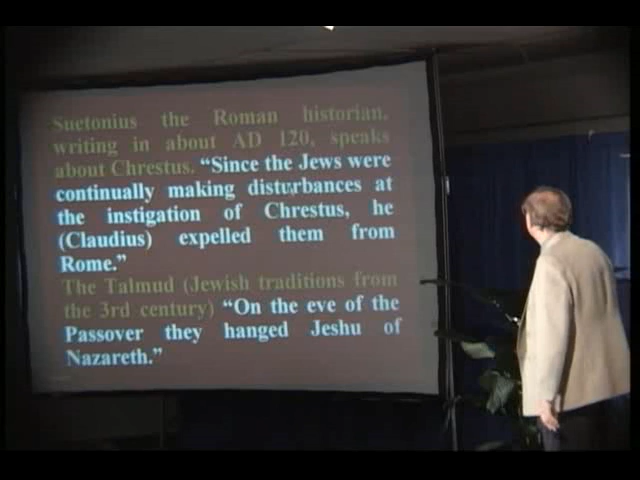 Suetonius the Roman historian,
writing in about AD 120, speaks
about Chrestus. “Since the Jews were
continually making disturbances at
the instigation of Chrestus, he
(Claudius) expelled them from
Rome.”
The Talmud (Jewish traditions from
the 3rd century) “On the eve of the
Passover they hanged Jeshu of
Nazareth.”